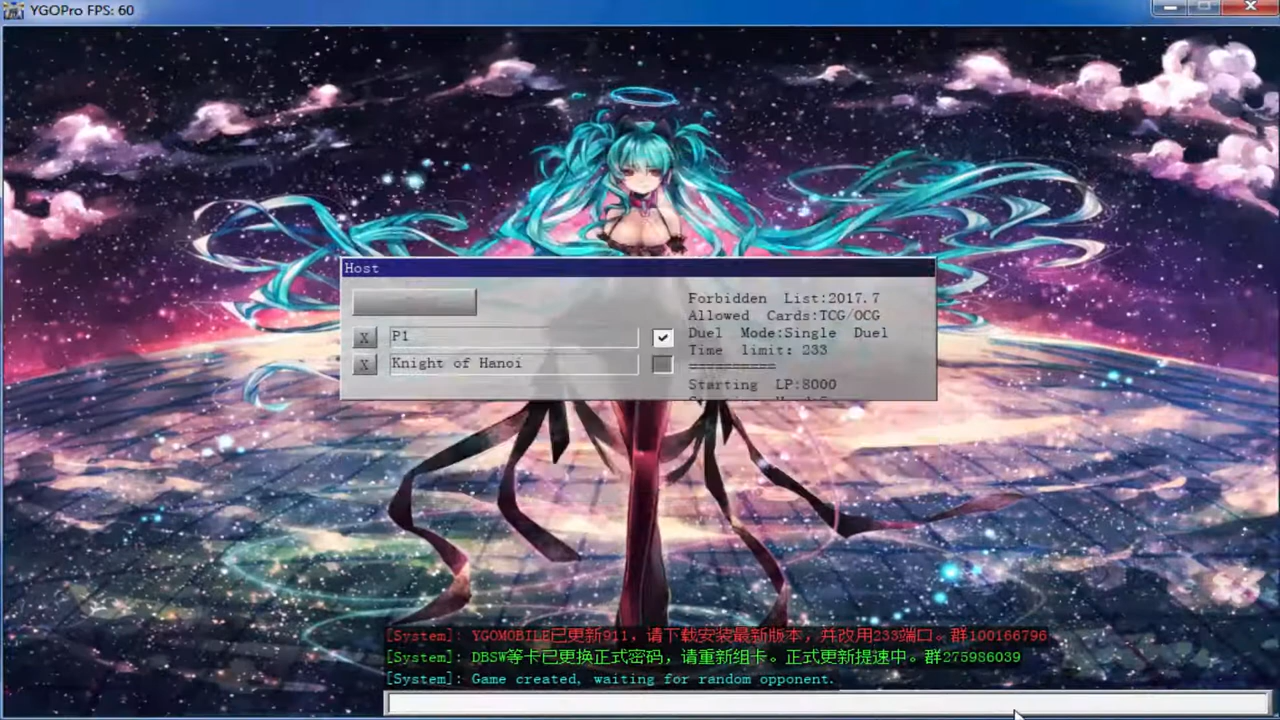 YGOPro FPS: 60
Host
Forbidden List:2017.7
Allowed Cards:TCG/OCG
X P1
Duel Mode:Single Duel
Time limit: 233
X Knight of Hanoi
==========
Starting LP:8000
[System]: YGOMOBILE已更新911，请下载安装最新版本，并改用233端口。群100166796
[System]: DBSW等卡已更换正式密码，请重新组卡。正式更新提速中。群275986039
[System]: Game created, waiting for random opponent.